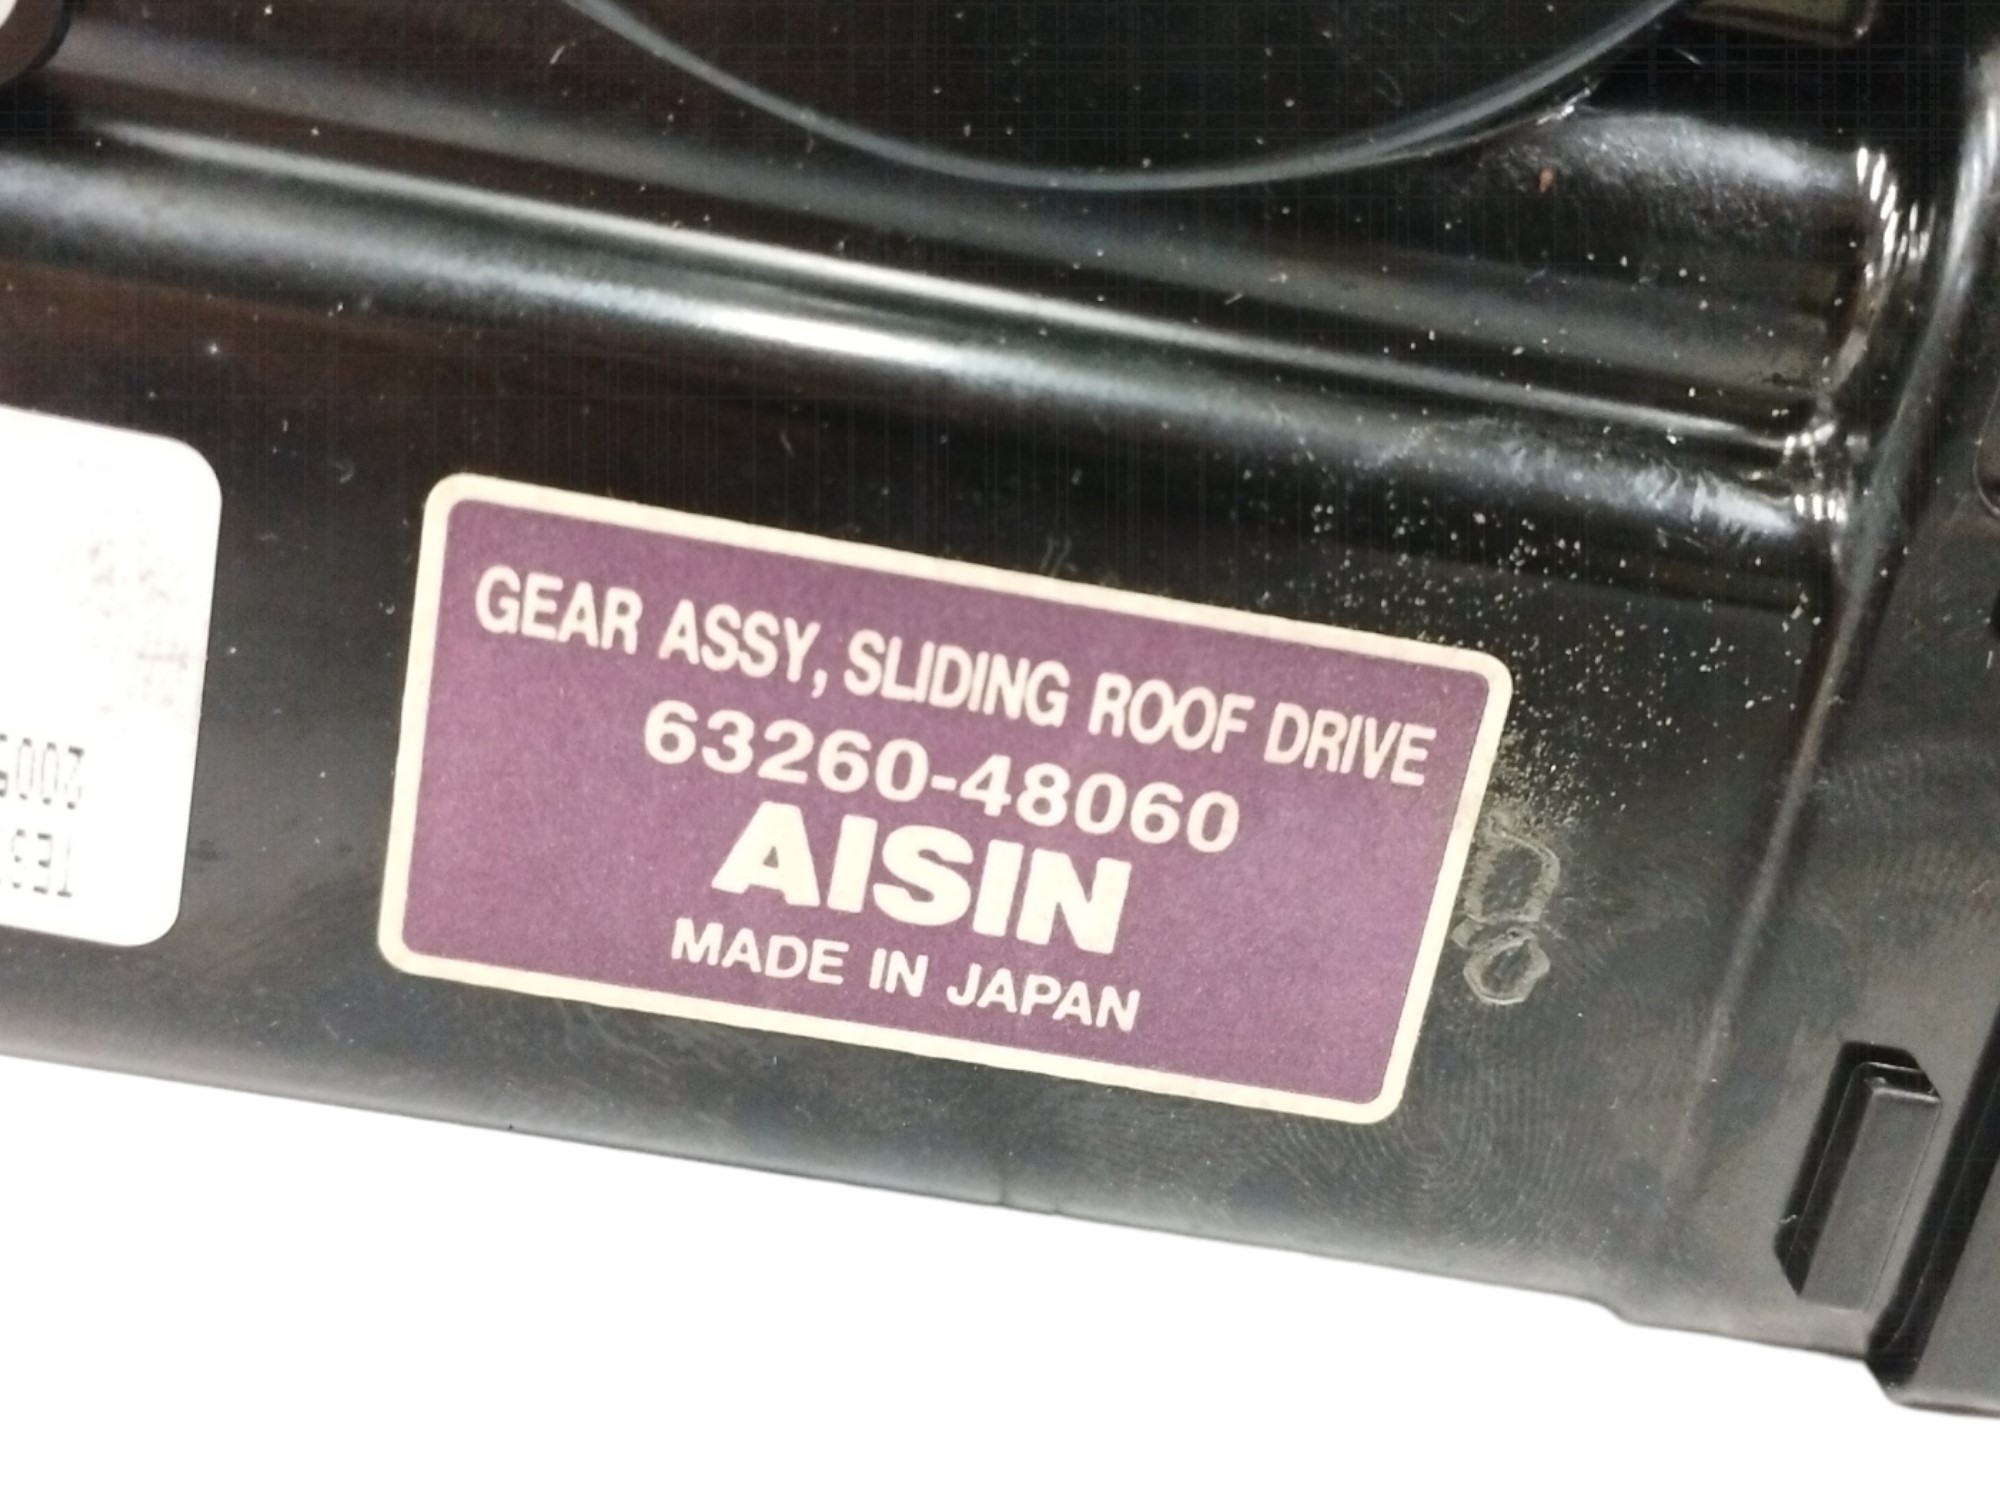 GEAR ASSY, SLIDING ROOF DRIVE
63260-48060
AISIN
MADE IN JAPAN